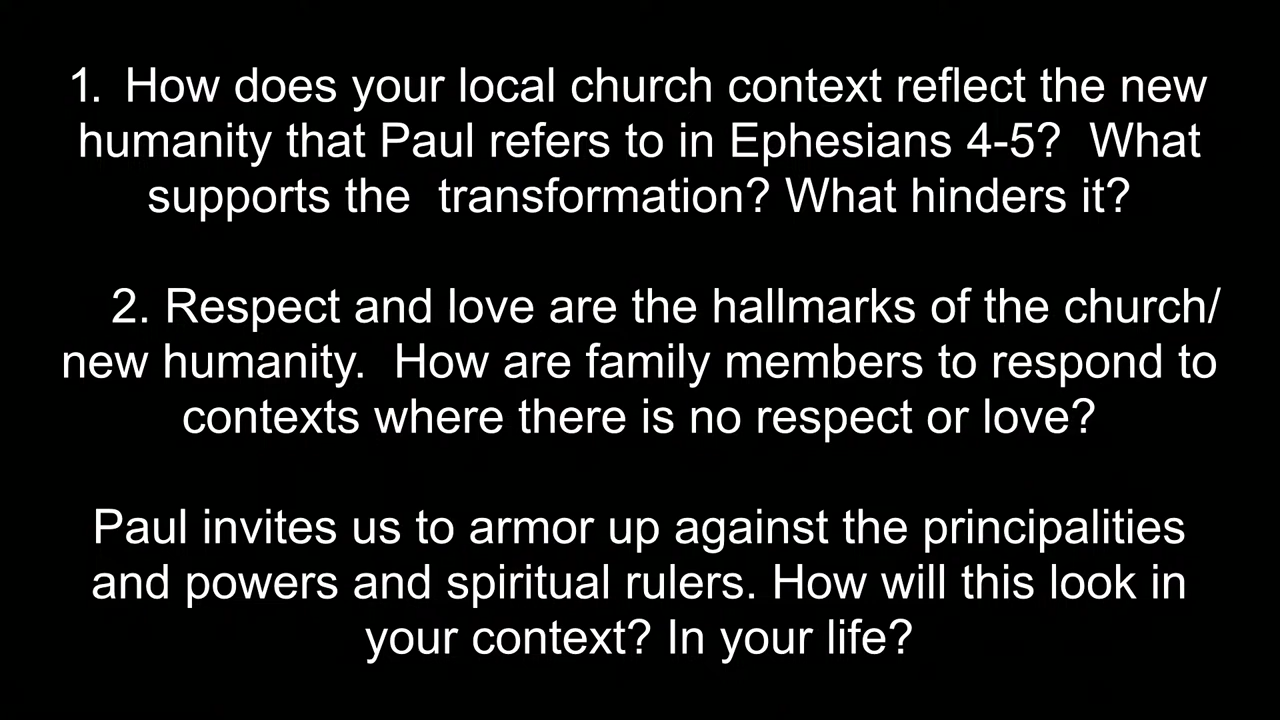 1. How does your local church context reflect the new
humanity that Paul refers to in Ephesians 4-5? What
supports the transformation? What hinders it?
2. Respect and love are the hallmarks of the church/
new humanity. How are family members to respond to
contexts where there is no respect or love?
Paul invites us to armor up against the principalities
and powers and spiritual rulers. How will this look in
your context? In your life?